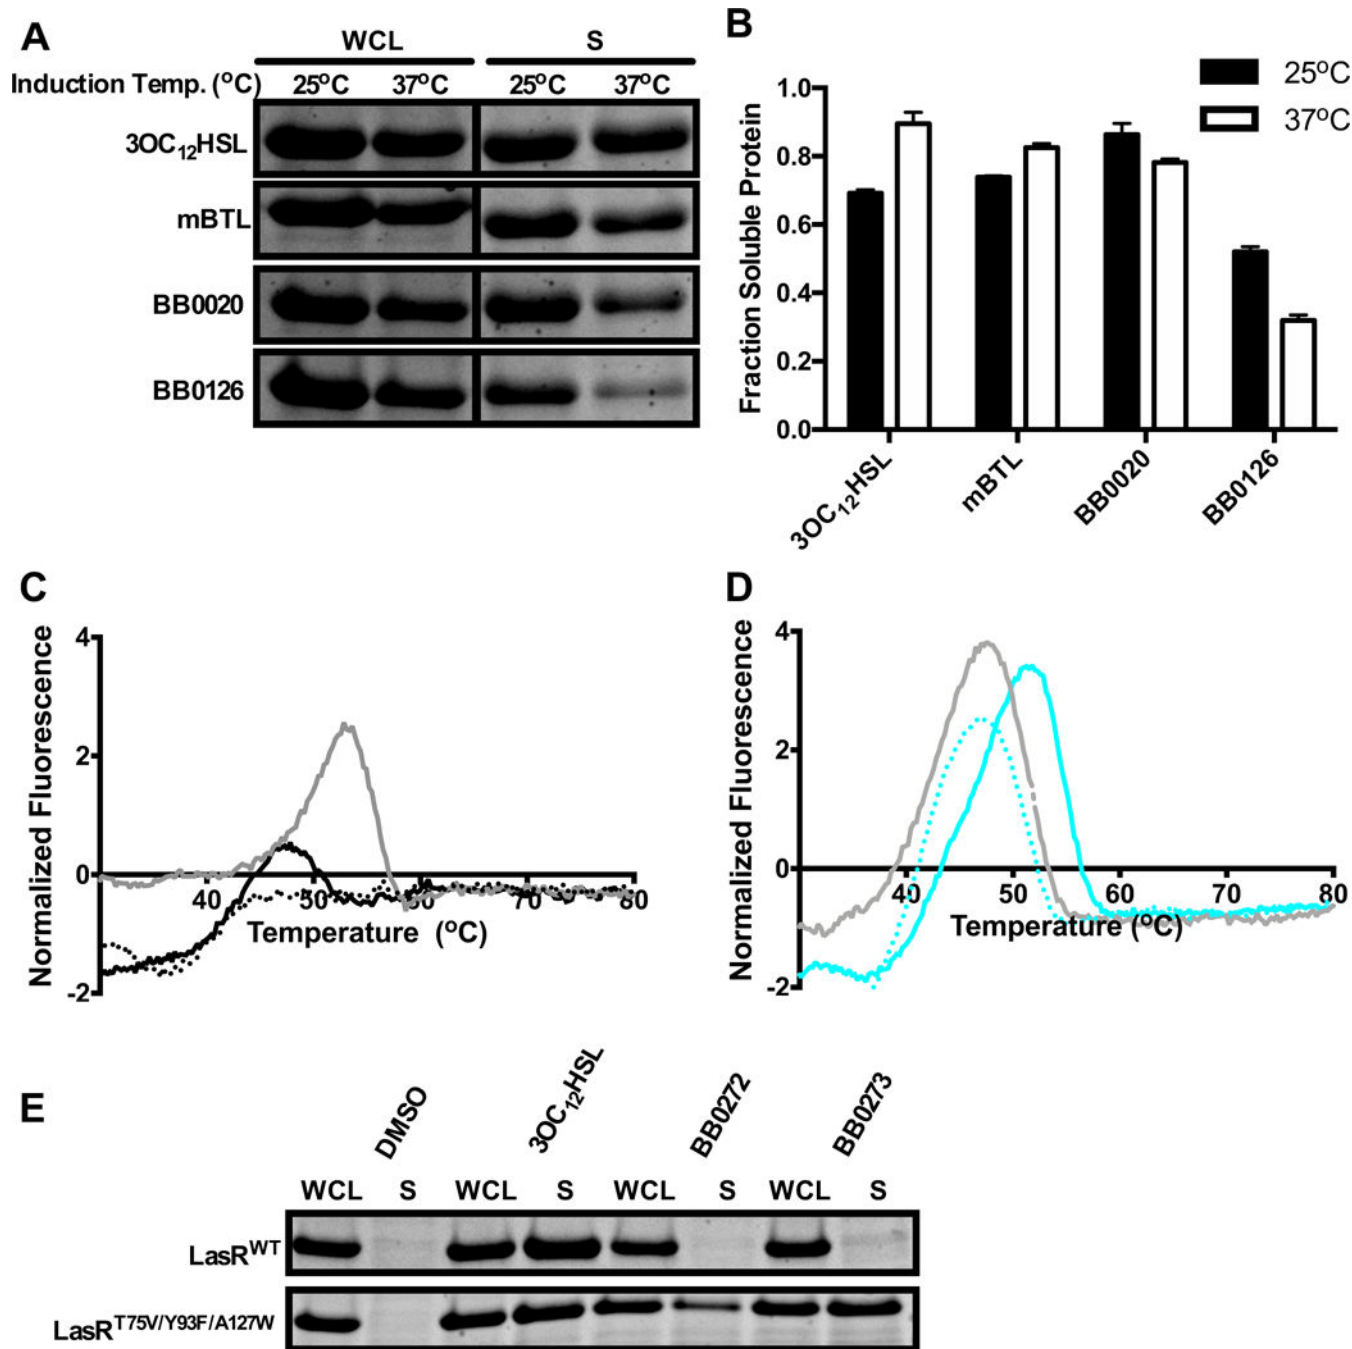 A
WCL
S
Induction Temp. (°C)
25°C
37°C
25°C
37°C
3OC₁₂HSL
mBTL
BB0020
BB0126
B
25°C
37°C
Fraction Soluble Protein
1.0
0.8
0.6
0.4
0.2
0.0
3OC₁₂HSL
mBTL
BB0020
BB0126
C
Normalized Fluorescence
4
2
0
-2
40
50
60
70
80
Temperature (°C)
D
Normalized Fluorescence
4
2
0
-2
40
50
60
70
80
Temperature (°C)
E
DMSO
3OC₁₂HSL
BB0272
BB0273
WCL
S
WCL
S
WCL
S
WCL
S
LasRᵂᵀ
LasR^T75V/Y93F/A127W